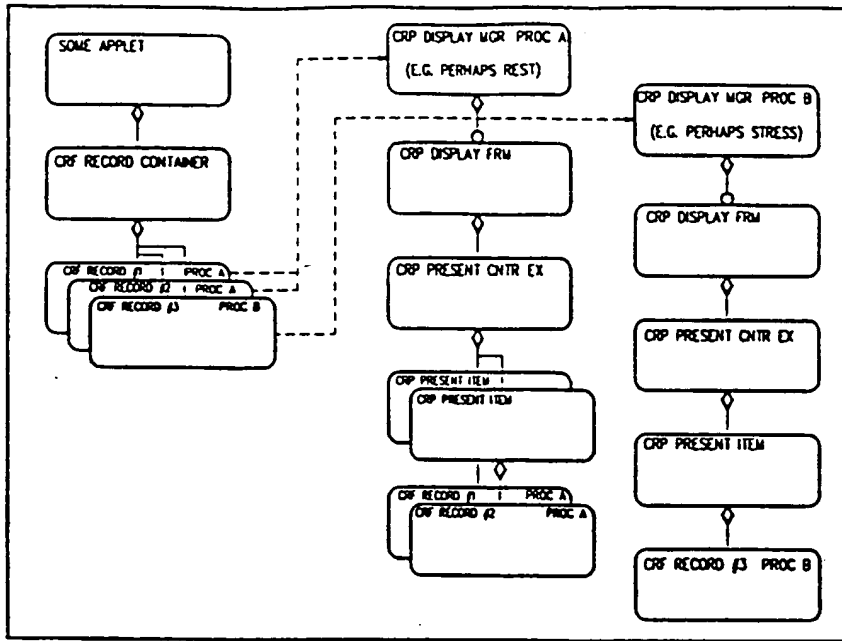 SOME APPLET
CRF RECORD CONTAINER
CRF RECORD #1 PROC A
CRF RECORD #2 PROC A
CRF RECORD #3 PROC B
CRP DISPLAY MGR PROC A
(E.G. PERHAPS REST)
CRP DISPLAY FRM
CRP PRESENT CNTR EX
CRP PRESENT ITEM
CRP PRESENT ITEM
CRF RECORD #1 PROC A
CRF RECORD #2 PROC A
CRP DISPLAY MGR PROC B
(E.G. PERHAPS STRESS)
CRP DISPLAY FRM
CRP PRESENT CNTR EX
CRP PRESENT ITEM
CRF RECORD #3 PROC B